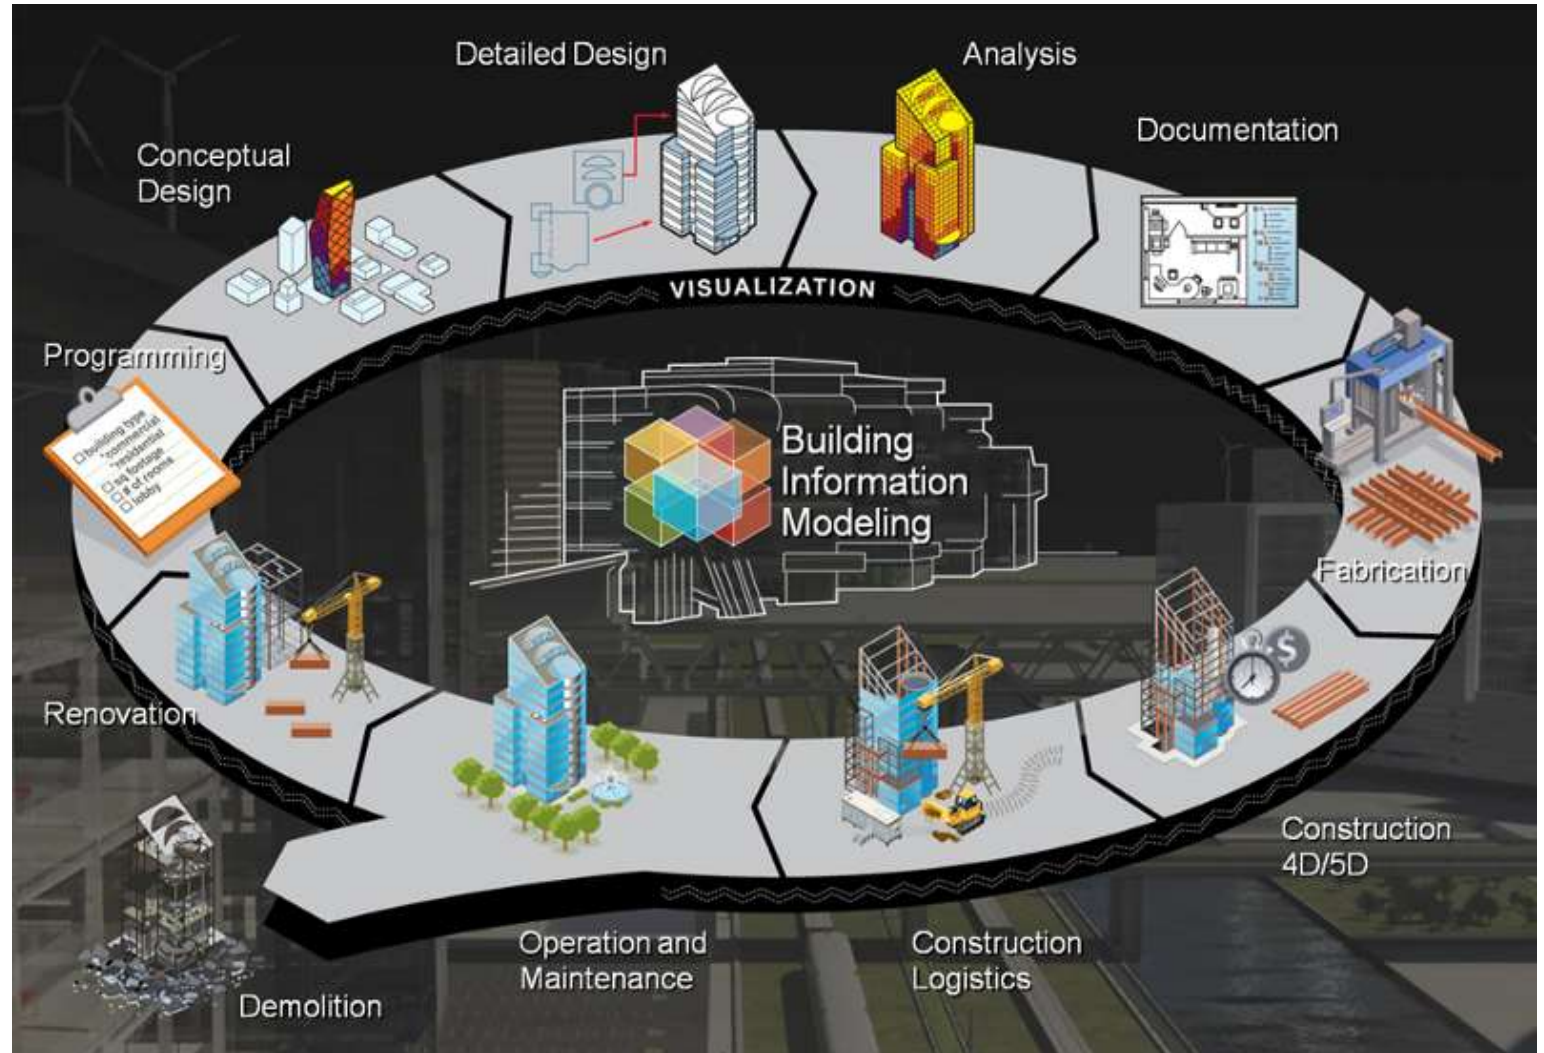 Detailed Design
Analysis
Documentation
Conceptual
Design
VISUALIZATION
Programming
building type
*commercial
*residential
sq footage
# of rooms
lobby
Building
Information
Modeling
Fabrication
$
Renovation
Construction
4D/5D
Operation and
Maintenance
Construction
Logistics
Demolition